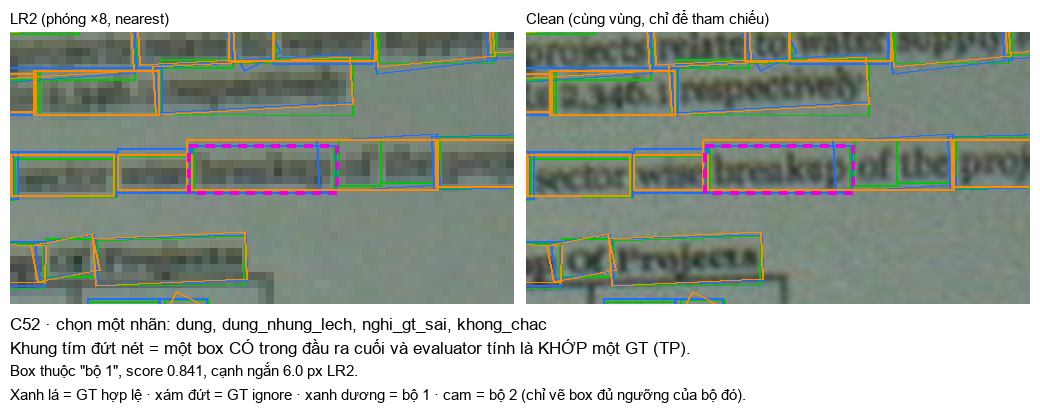 LR2 (phóng ×8, nearest)
Clean (cùng vùng, chỉ để tham chiếu)
projects relate to water suppl
2,346.1 respectively
sector wise breakup of the proj
Of Projects
C52 · chọn một nhãn: dung, dung_nhung_lech, nghi_gt_sai, khong_chac
Khung tím đứt nét = một box CÓ trong đầu ra cuối và evaluator tính là KHỚP một GT (TP).
Box thuộc "bộ 1", score 0.841, cạnh ngắn 6.0 px LR2.
Xanh lá = GT hợp lệ · xám đứt = GT ignore · xanh dương = bộ 1 · cam = bộ 2 (chỉ vẽ box đủ ngưỡng của bộ đó).